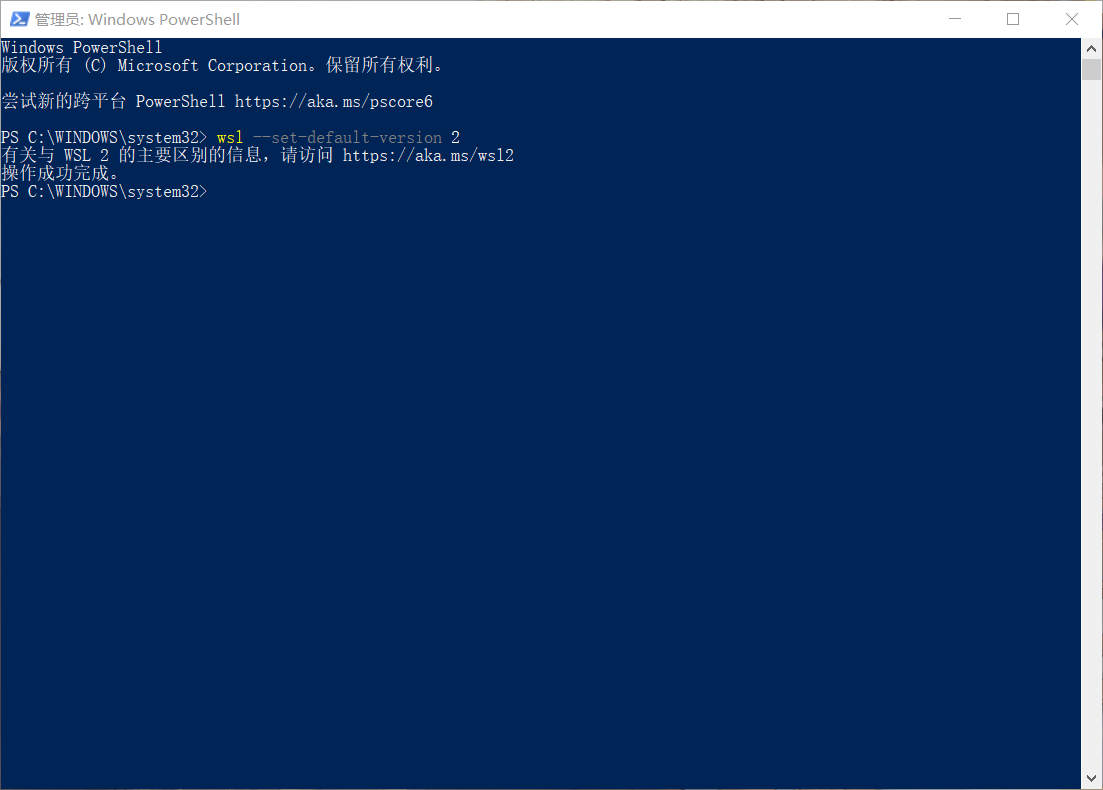 管理员: Windows PowerShell
Windows PowerShell
版权所有 (C) Microsoft Corporation。保留所有权利。
尝试新的跨平台 PowerShell https://aka.ms/pscore6
PS C:\WINDOWS\system32> wsl --set-default-version 2
有关与 WSL 2 的主要区别的信息，请访问 https://aka.ms/wsl2
操作成功完成。
PS C:\WINDOWS\system32>